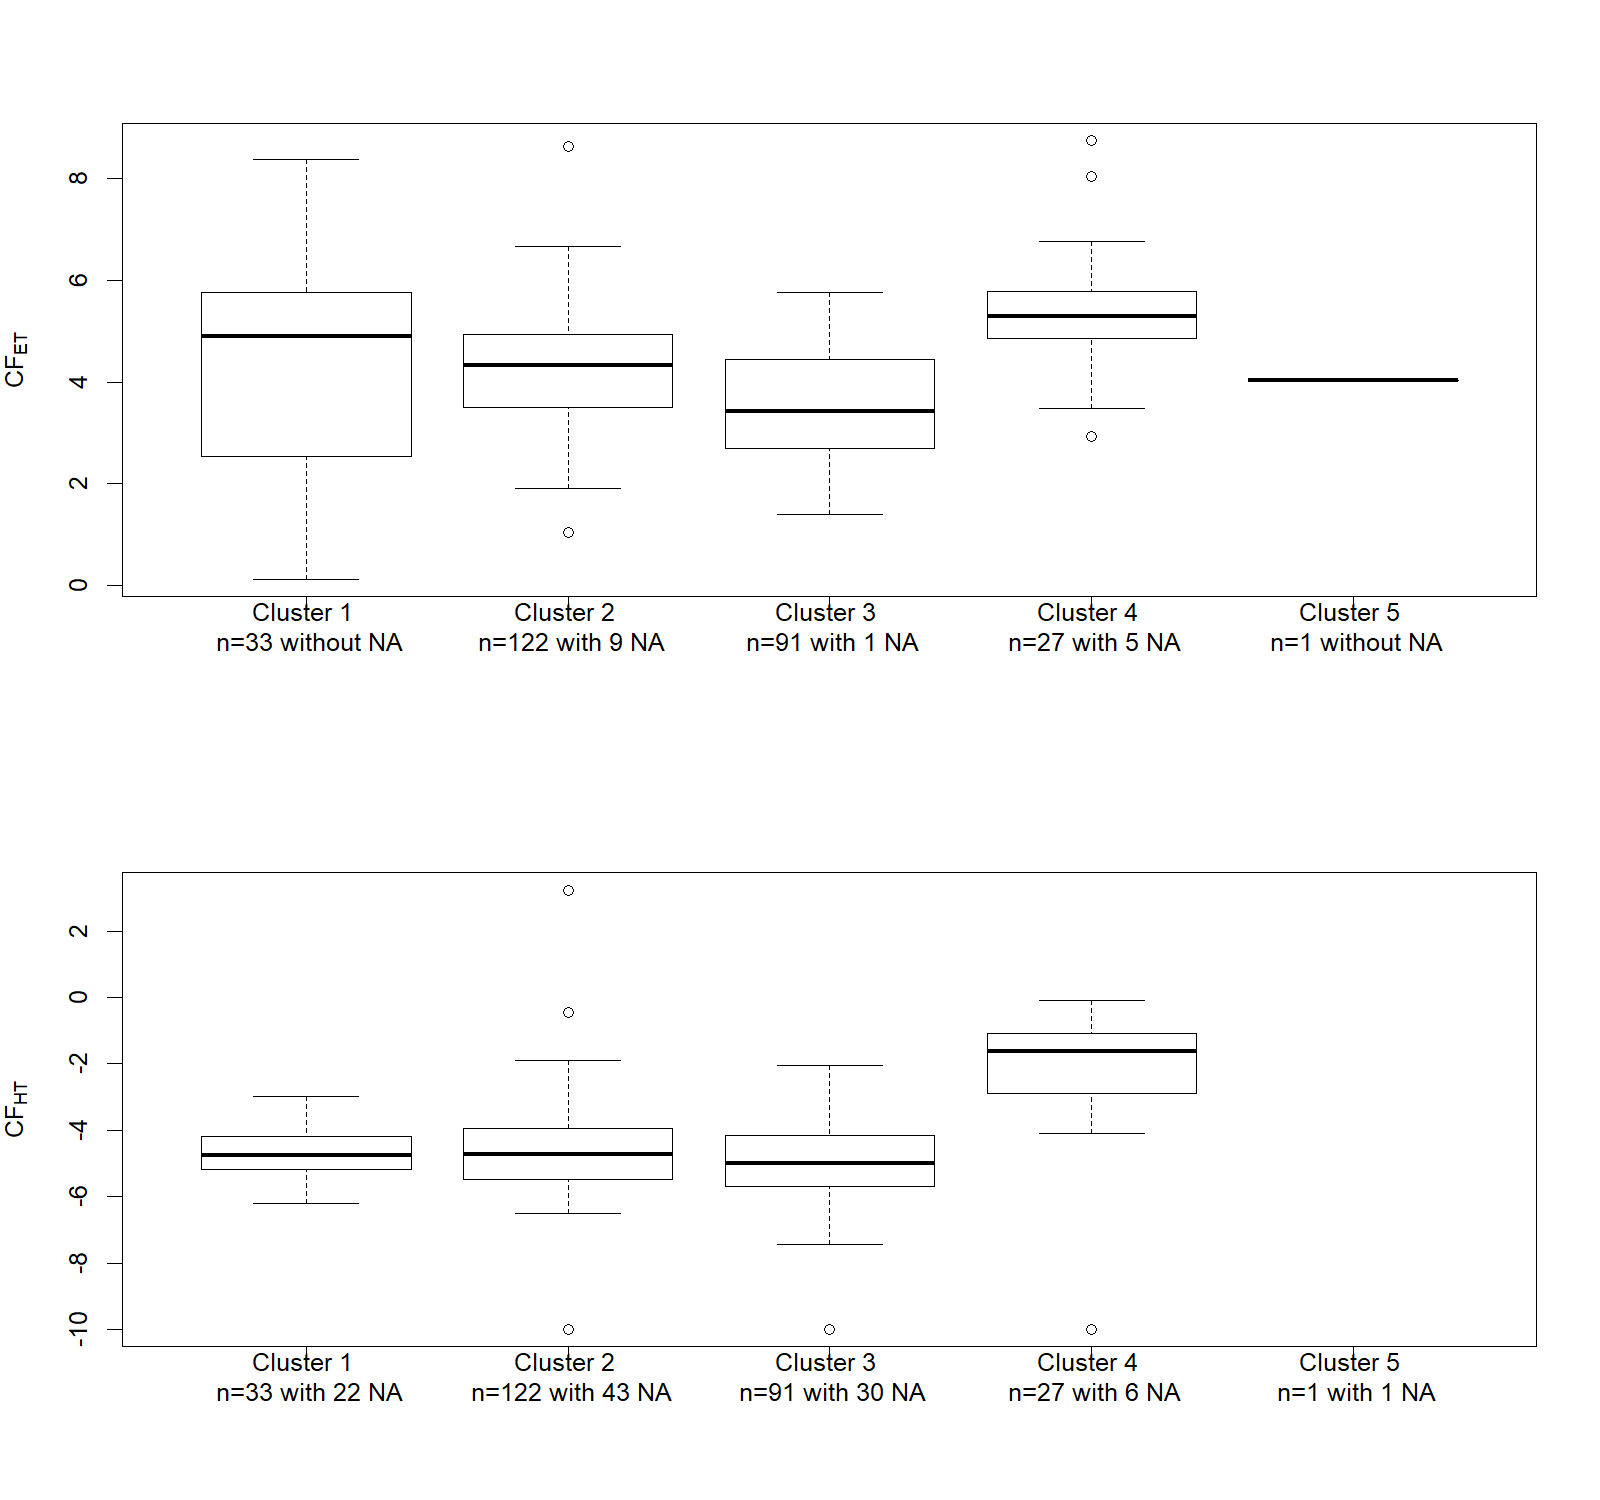 8
6
4
2
0
CFET
Cluster 1
n=33 without NA
Cluster 2
n=122 with 9 NA
Cluster 3
n=91 with 1 NA
Cluster 4
n=27 with 5 NA
Cluster 5
n=1 without NA
2
0
-2
-4
-6
-8
-10
CFHT
Cluster 1
n=33 with 22 NA
Cluster 2
n=122 with 43 NA
Cluster 3
n=91 with 30 NA
Cluster 4
n=27 with 6 NA
Cluster 5
n=1 with 1 NA